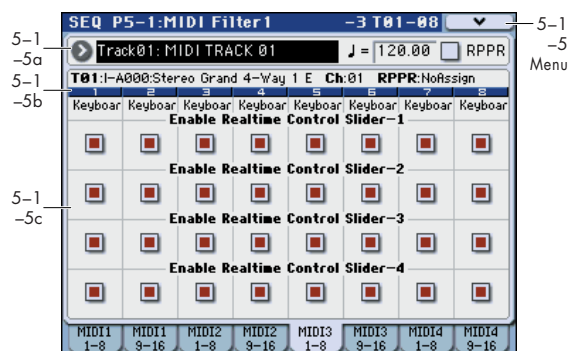 SEQ P5-1:MIDI Filter1 -3 T01-08
5-1
-5
Menu
5-1
-5a
Track01: MIDI TRACK 01 ♩ = 120.00 RPPR
5-1
-5b
T01:I-A000:Stereo Grand 4-Way 1 E Ch:01 RPPR:NoAssign
1 2 3 4 5 6 7 8
Keyboar Keyboar Keyboar Keyboar Keyboar Keyboar Keyboar Keyboar
Enable Realtime Control Slider-1
Enable Realtime Control Slider-2
5-1
-5c
Enable Realtime Control Slider-3
Enable Realtime Control Slider-4
MIDI1 MIDI1 MIDI2 MIDI2 MIDI3 MIDI3 MIDI4 MIDI4
1-8 9-16 1-8 9-16 1-8 9-16 1-8 9-16